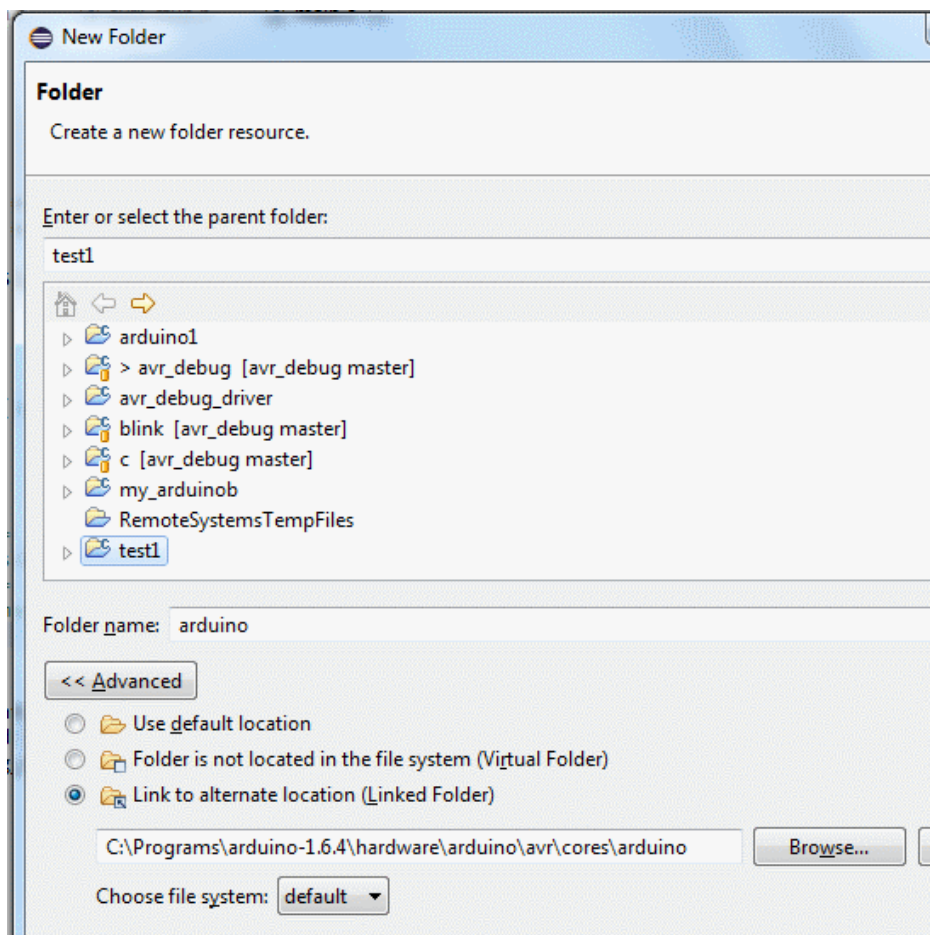 New Folder
Folder
Create a new folder resource.
Enter or select the parent folder:
test1
arduino1
> avr_debug [avr_debug master]
avr_debug_driver
blink [avr_debug master]
c [avr_debug master]
my_arduinob
RemoteSystemsTempFiles
test1
Folder name: arduino
<< Advanced
Use default location
Folder is not located in the file system (Virtual Folder)
Link to alternate location (Linked Folder)
C:\Programs\arduino-1.6.4\hardware\arduino\avr\cores\arduino Browse...
Choose file system: default